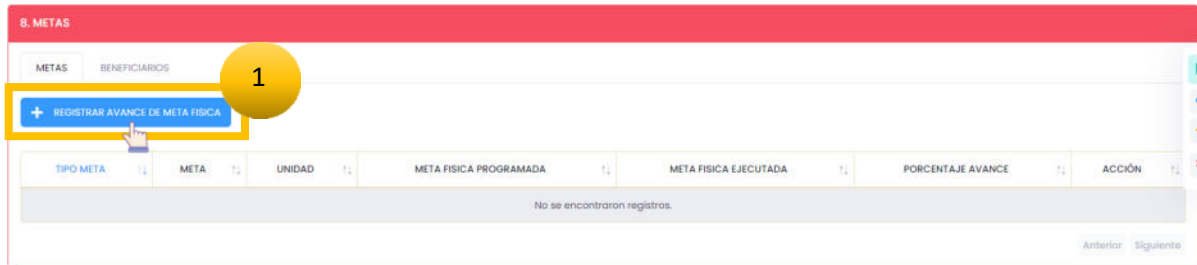 8. METAS
METAS BENEFICIARIOS
1
+ REGISTRAR AVANCE DE META FISICA
TIPO META META UNIDAD META FISICA PROGRAMADA META FISICA EJECUTADA PORCENTAJE AVANCE ACCIÓN
No se encontraron registros.
Anterior Siguiente